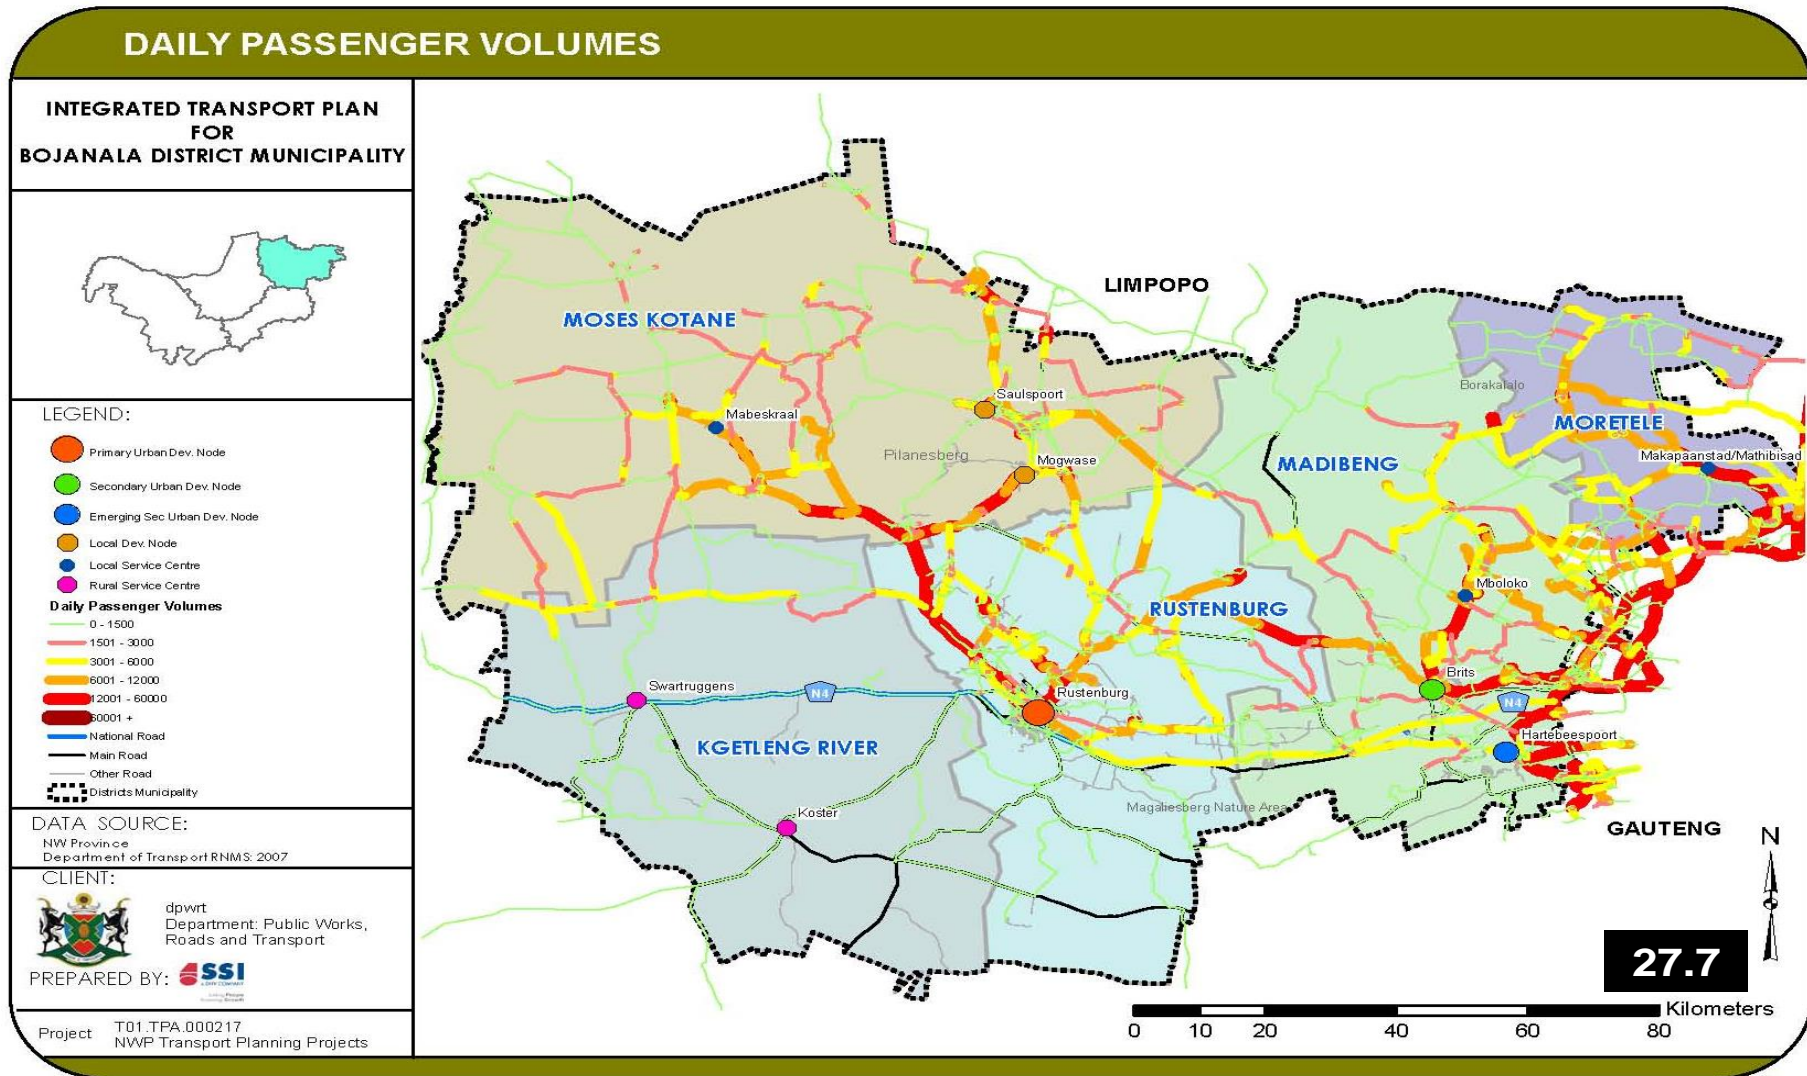 DAILY PASSENGER VOLUMES
INTEGRATED TRANSPORT PLAN
FOR
BOJANALA DISTRICT MUNICIPALITY
LEGEND:
Primary Urban Dev. Node
Secondary Urban Dev. Node
Emerging Sec Urban Dev. Node
Local Dev. Node
Local Service Centre
Rural Service Centre
Daily Passenger Volumes
0 - 1500
1501 - 3000
3001 - 6000
6001 - 12000
12001 - 60000
60001 +
National Road
Main Road
Other Road
Districts Municipality
DATA SOURCE:
NW Province
Department of Transport RNMS: 2007
CLIENT:
dpwrt
Department: Public Works,
Roads and Transport
PREPARED BY: SSI
Project
T01.TPA.000217
NWP Transport Planning Projects
LIMPOPO
MOSES KOTANE
Borakalalo
Saulspoort
Mabeskraal
MORETELE
Pilanesberg
Mogwase
MADIBENG
Makapaanstad/Mathibisad
Mboloko
RUSTENBURG
Brits
Swartruggens
N4
Rustenburg
N4
Hartebeespoort
KGETLENG RIVER
Magaliesberg Nature Area
Koster
GAUTENG
N
27.7
Kilometers
0 10 20 40 60 80